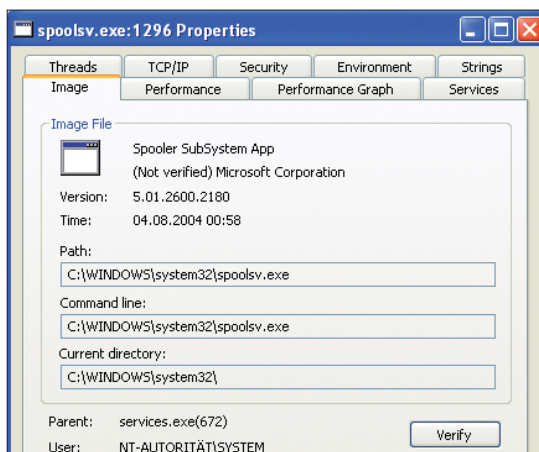 spoolsv.exe:1296 Properties
Threads TCP/IP Security Environment Strings
Image Performance Performance Graph Services
Image File
Spooler SubSystem App
(Not verified) Microsoft Corporation
Version: 5.01.2600.2180
Time: 04.08.2004 00:58
Path:
C:\WINDOWS\system32\spoolsv.exe
Command line:
C:\WINDOWS\system32\spoolsv.exe
Current directory:
C:\WINDOWS\system32\
Parent: services.exe(672)
Verify
User: NT-AUTORITÄT\SYSTEM